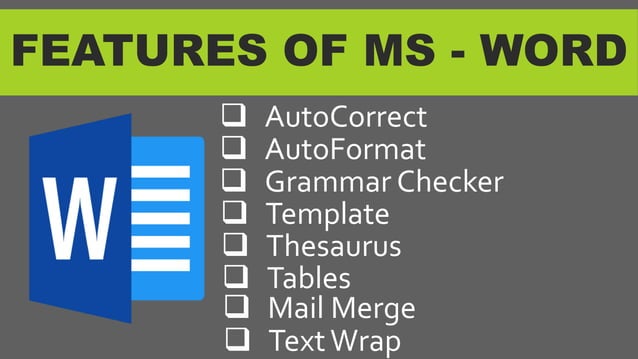 FEATURES OF MS - WORD
W
❑ AutoCorrect
❑ AutoFormat
❑ Grammar Checker
❑ Template
❑ Thesaurus
❑ Tables
❑ Mail Merge
❑ Text Wrap